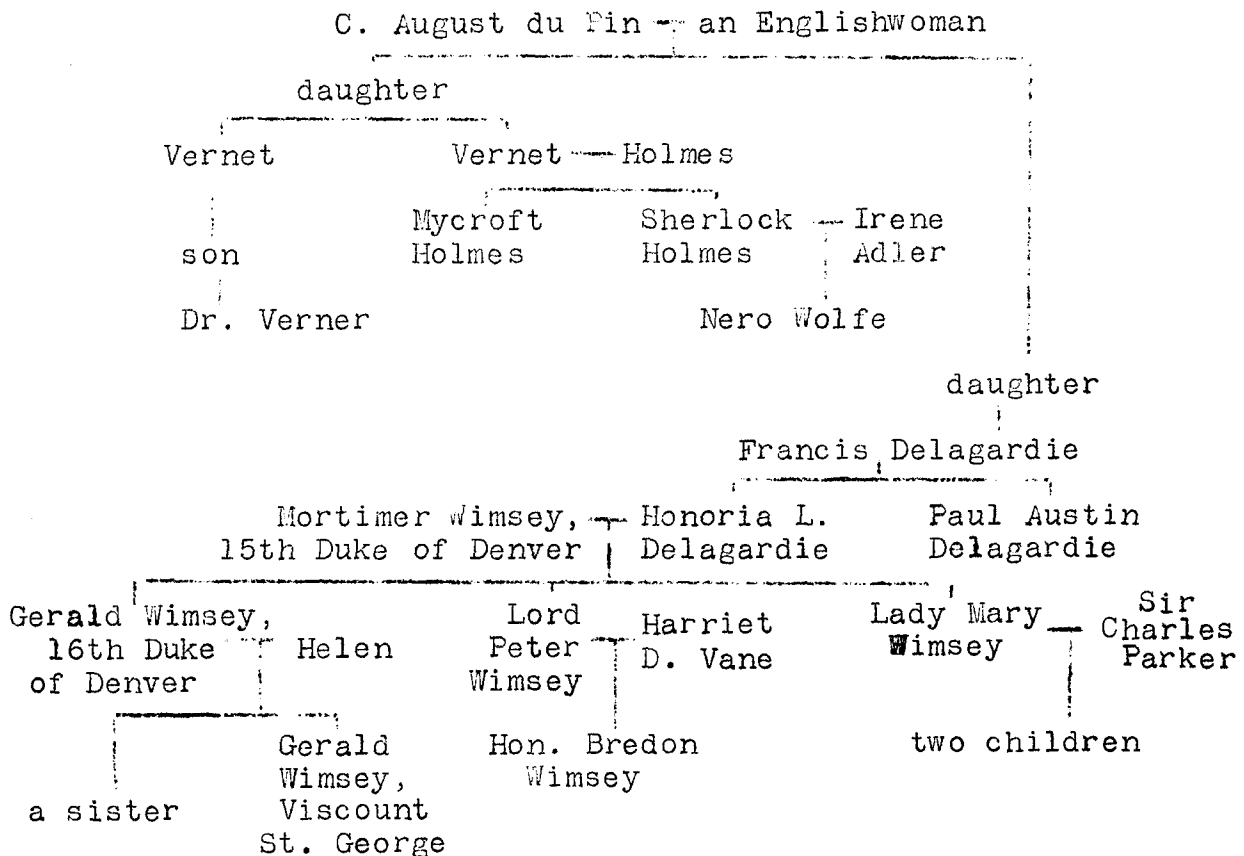 C. August du Pin an Englishwoman
daughter
Vernet Vernet Holmes
Mycroft Sherlock Irene
son Holmes Holmes Adler
Dr. Verner Nero Wolfe
daughter
Francis Delagardie
Mortimer Wimsey, Honoria L. Paul Austin
15th Duke of Denver Delagardie Delagardie
Gerald Wimsey,
16th Duke
of Denver
Helen
Lord
Peter
Wimsey
Harriet
D. Vane
Lady Mary
Wimsey
Sir
Charles
Parker
a sister
Gerald
Wimsey,
Viscount
St. George
Hon. Bredon
Wimsey
two children